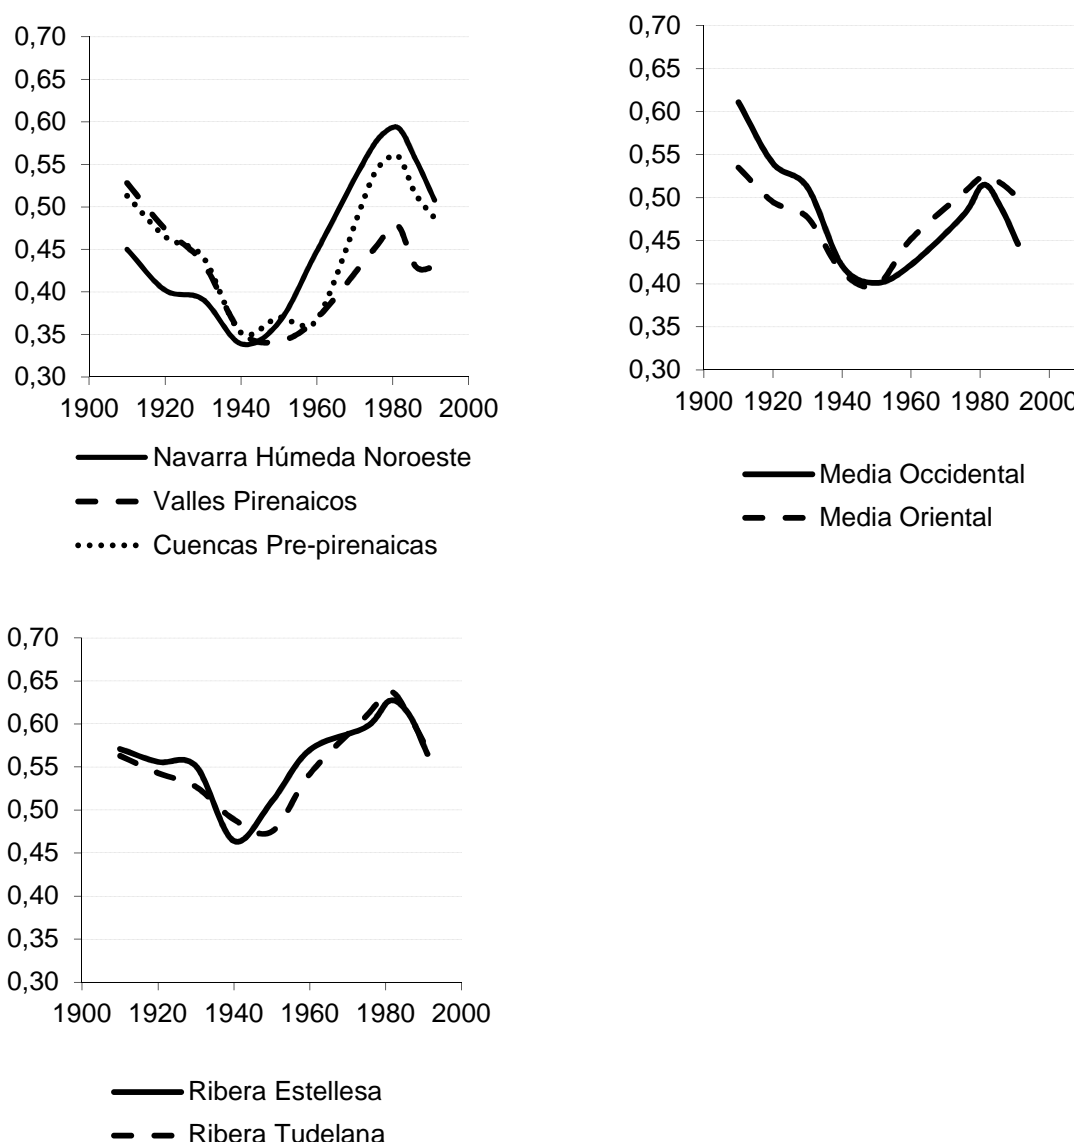 0,70
0,65
0,60
0,55
0,50
0,45
0,40
0,35
0,30
1900 1920 1940 1960 1980 2000
Navarra Húmeda Noroeste
Valles Pirenaicos
Cuencas Pre-pirenaicas
0,70
0,65
0,60
0,55
0,50
0,45
0,40
0,35
0,30
1900 1920 1940 1960 1980 2000
Media Occidental
Media Oriental
0,70
0,65
0,60
0,55
0,50
0,45
0,40
0,35
0,30
1900 1920 1940 1960 1980 2000
Ribera Estellesa
Ribera Tudelana